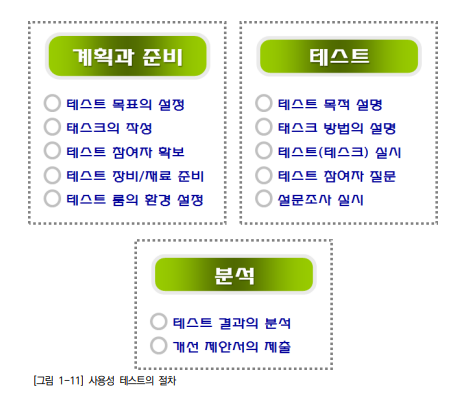 계획과 준비
테스트 목표의 설정
태스크의 작성
테스트 참여자 확보
테스트 장비/재료 준비
테스트 룸의 환경 설정
테스트
테스트 목적 설명
태스크 방법의 설명
테스트(태스크) 실시
테스트 참여자 질문
설문조사 실시
분석
테스트 결과의 분석
개선 제안서의 제출
[그림 1-11] 사용성 테스트의 절차